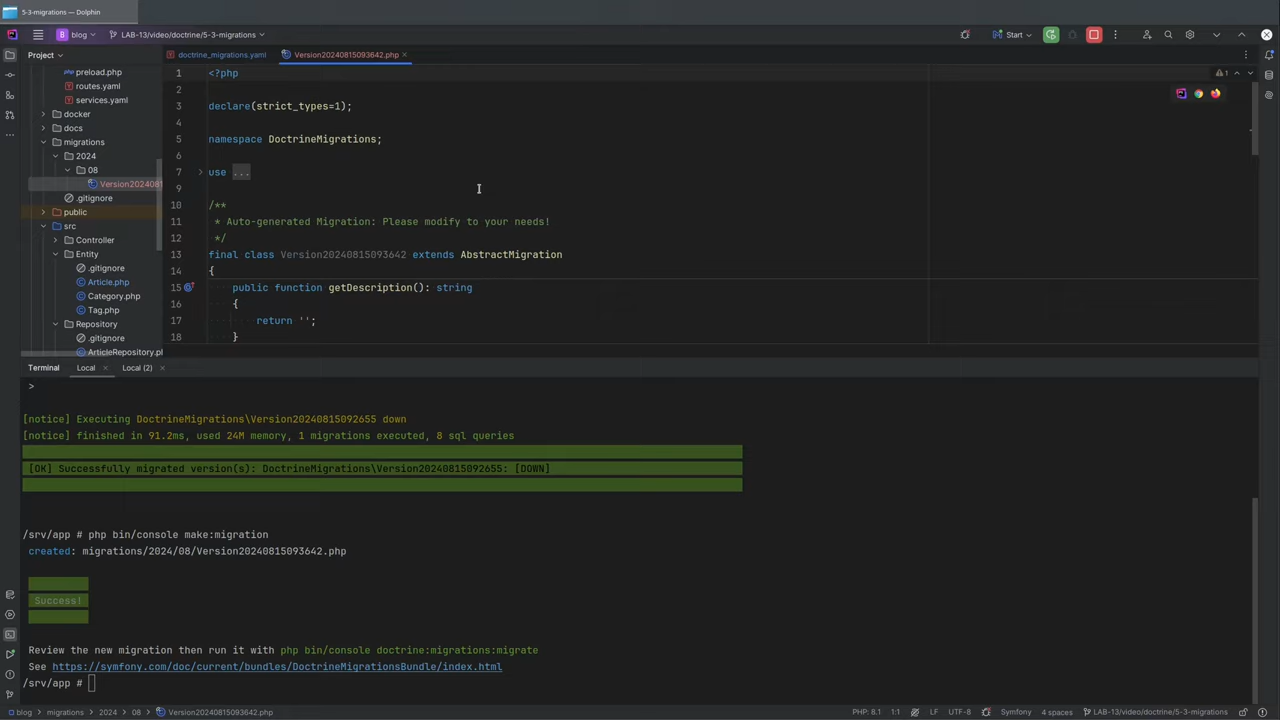 5-3-migrations — Dolphin
B blog LAB-13/video/doctrine/5-3-migrations Start
Project
doctrine_migrations.yaml Version20240815093642.php
preload.php
routes.yaml
services.yaml
docker
docs
migrations
2024
08
Version2024081
.gitignore
public
src
Controller
Entity
.gitignore
Article.php
Category.php
Tag.php
Repository
.gitignore
ArticleRepository.pl
1 <?php
2
3 declare(strict_types=1);
4
5 namespace DoctrineMigrations;
6
7 use ...
9
10 /**
11 * Auto-generated Migration: Please modify to your needs!
12 */
13 final class Version20240815093642 extends AbstractMigration
14 {
15 public function getDescription(): string
16 {
17 return '';
18 }
1
Terminal Local Local (2)
>
[notice] Executing DoctrineMigrations\Version20240815092655 down
[notice] finished in 91.2ms, used 24M memory, 1 migrations executed, 8 sql queries
[OK] Successfully migrated version(s): DoctrineMigrations\Version20240815092655: [DOWN]
/srv/app # php bin/console make:migration
created: migrations/2024/08/Version20240815093642.php
Success!
Review the new migration then run it with php bin/console doctrine:migrations:migrate
See https://symfony.com/doc/current/bundles/DoctrineMigrationsBundle/index.html
/srv/app #
blog migrations 2024 08 Version20240815093642.php PHP: 8.1 1:1 LF UTF-8 Symfony 4 spaces LAB-13/video/doctrine/5-3-migrations